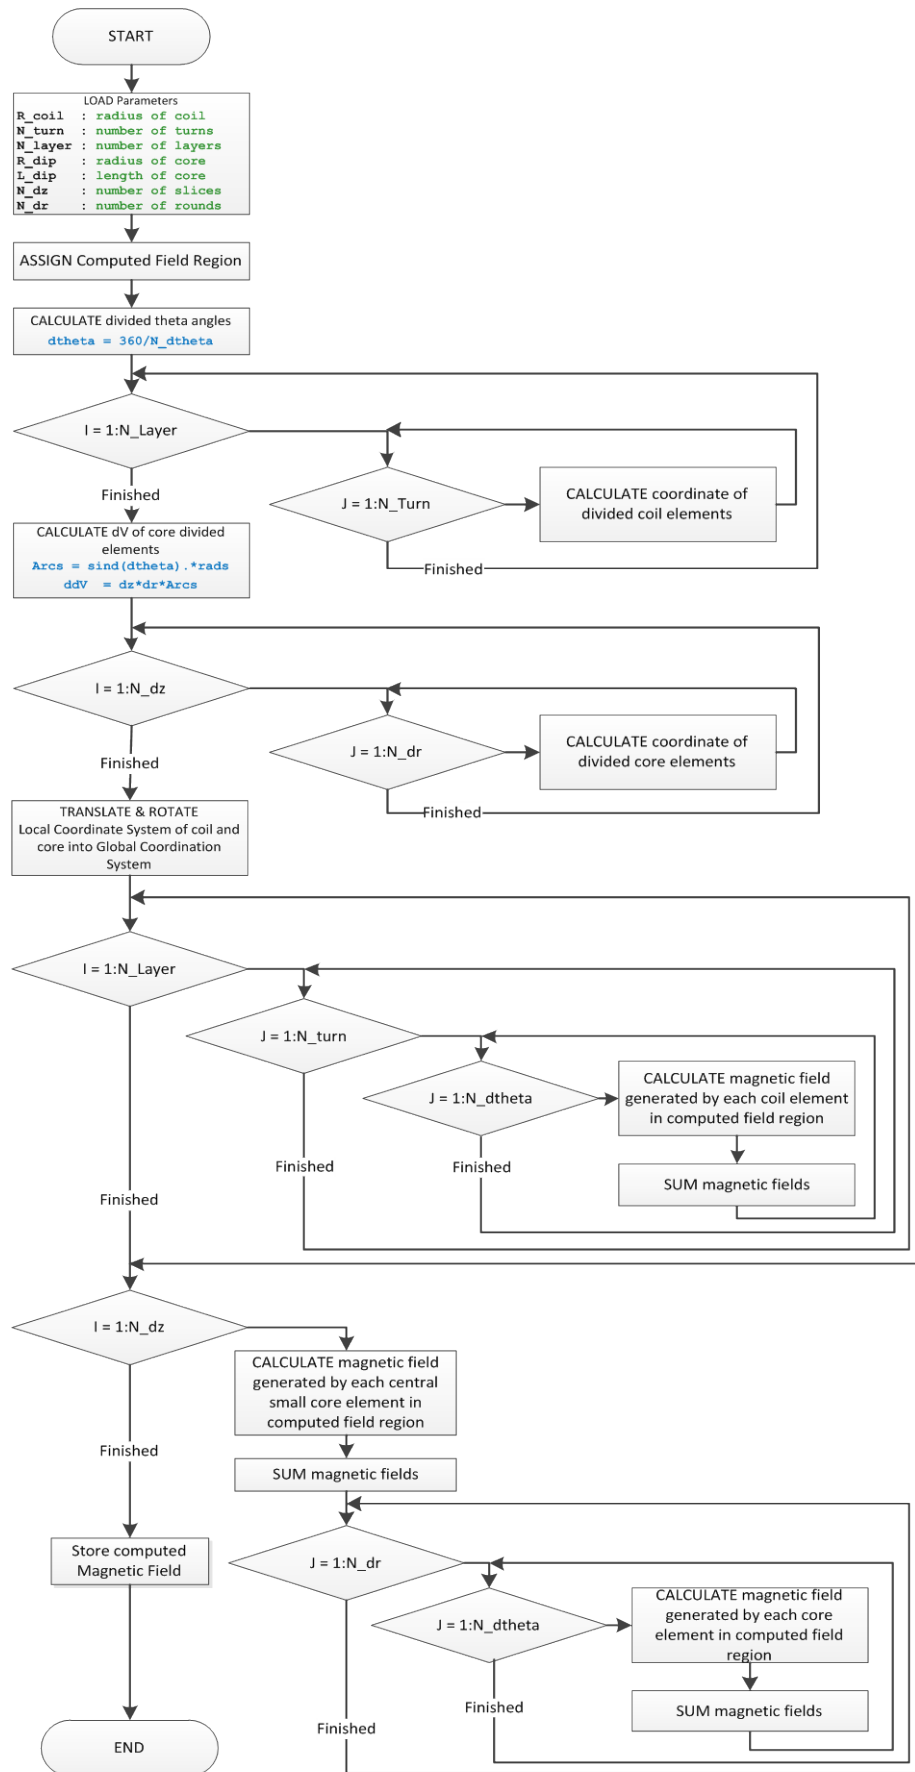 START
LOAD Parameters
R_coil : radius of coil
N_turn : number of turns
N_layer : number of layers
R_dip : radius of core
L_dip : length of core
N_dz : number of slices
N_dr : number of rounds
ASSIGN Computed Field Region
CALCULATE divided theta angles
dtheta = 360/N_dtheta
I = 1:N_Layer
Finished
J = 1:N_Turn
CALCULATE coordinate of
divided coil elements
Finished
CALCULATE dV of core divided
elements
Arcs = sind(dtheta).*rads
ddV = dz*dr*Arcs
I = 1:N_dz
Finished
J = 1:N_dr
CALCULATE coordinate of
divided core elements
Finished
TRANSLATE & ROTATE
Local Coordinate System of coil and
core into Global Coordination
System
I = 1:N_Layer
Finished
J = 1:N_turn
Finished
J = 1:N_dtheta
Finished
CALCULATE magnetic field
generated by each coil element
in computed field region
SUM magnetic fields
I = 1:N_dz
Finished
CALCULATE magnetic field
generated by each central
small core element in
computed field region
SUM magnetic fields
J = 1:N_dr
Finished
J = 1:N_dtheta
Finished
CALCULATE magnetic field
generated by each core
element in computed field
region
SUM magnetic fields
Store computed
Magnetic Field
END